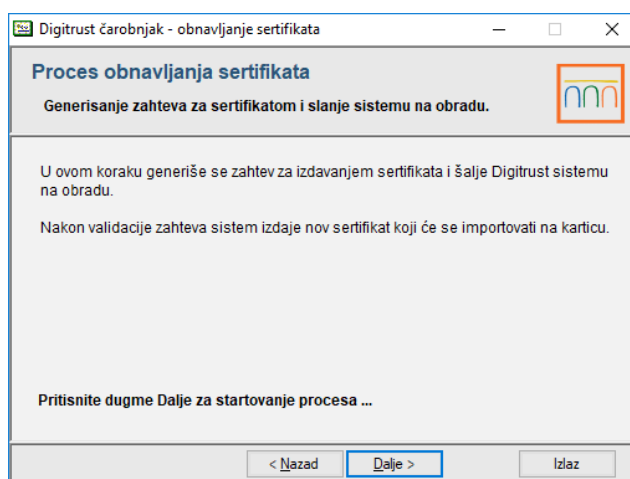 Digitrust čarobnjak - obnavljanje sertifikata
Proces obnavljanja sertifikata
Generisanje zahteva za sertifikatom i slanje sistemu na obradu.
U ovom koraku generiše se zahtev za izdavanjem sertifikata i šalje Digitrust sistemu
na obradu.
Nakon validacije zahteva sistem izdaje nov sertifikat koji će se importovati na karticu.
Pritisnite dugme Dalje za startovanje procesa ...
< Nazad Dalje > Izlaz